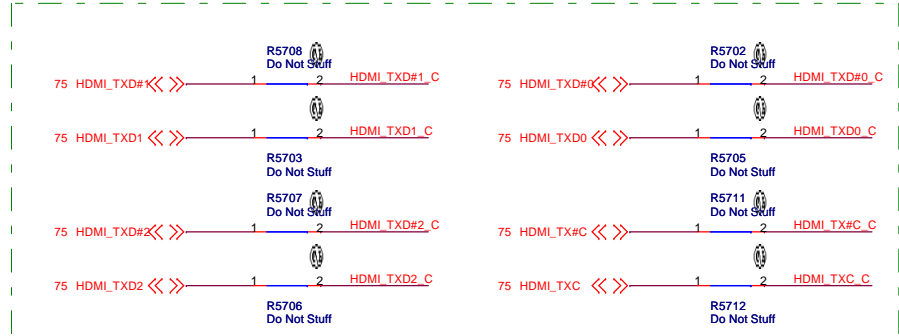 R5708
Do Not Stuff
75 HDMI_TXD#1 1 2 HDMI_TXD#1_C
75 HDMI_TXD1 1 2 HDMI_TXD1_C
R5703
Do Not Stuff
R5707
Do Not Stuff
75 HDMI_TXD#2 1 2 HDMI_TXD#2_C
75 HDMI_TXD2 1 2 HDMI_TXD2_C
R5706
Do Not Stuff
R5702
Do Not Stuff
75 HDMI_TXD#0 1 2 HDMI_TXD#0_C
75 HDMI_TXD0 1 2 HDMI_TXD0_C
R5705
Do Not Stuff
R5711
Do Not Stuff
75 HDMI_TX#C 1 2 HDMI_TX#C_C
75 HDMI_TXC 1 2 HDMI_TXC_C
R5712
Do Not Stuff